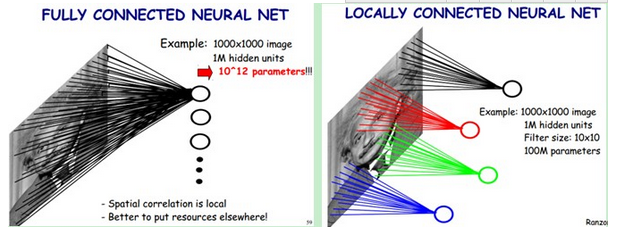 FULLY CONNECTED NEURAL NET
Example: 1000x1000 image
1M hidden units
10^12 parameters!!!
- Spatial correlation is local
- Better to put resources elsewhere!
LOCALLY CONNECTED NEURAL NET
Example: 1000x1000 image
1M hidden units
Filter size: 10x10
100M parameters